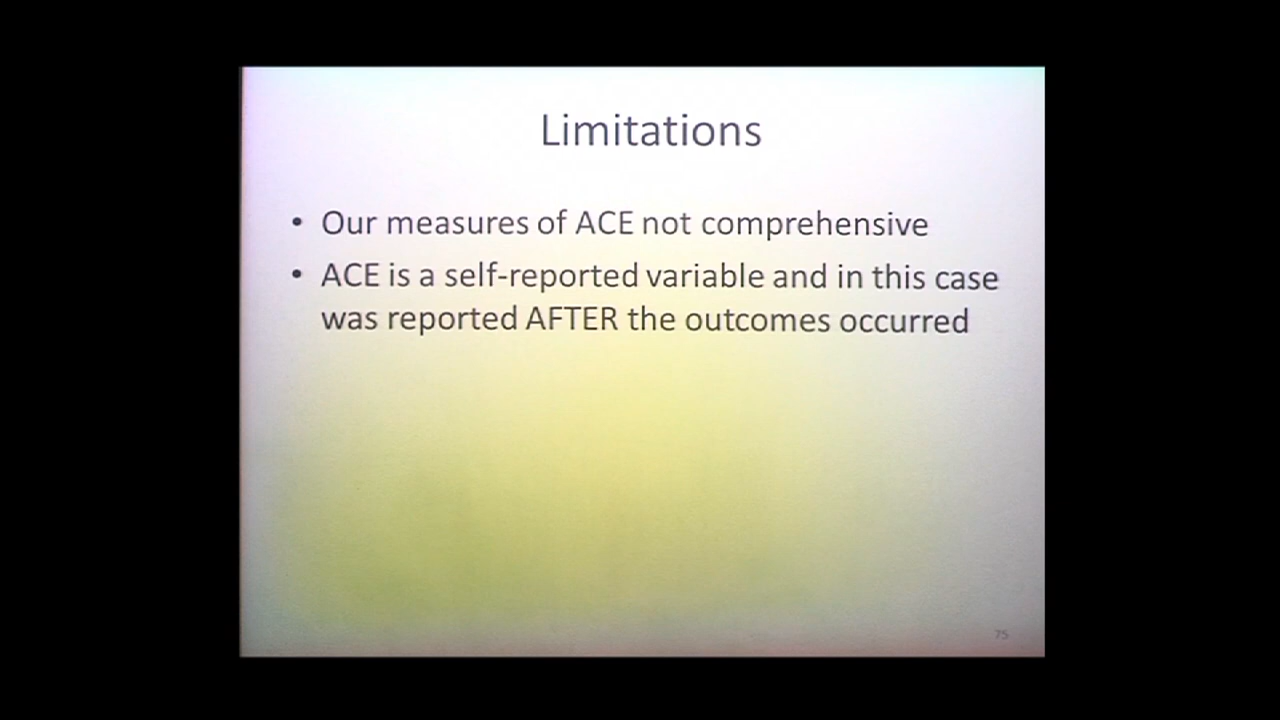 Limitations
• Our measures of ACE not comprehensive
• ACE is a self-reported variable and in this case
was reported AFTER the outcomes occurred
75